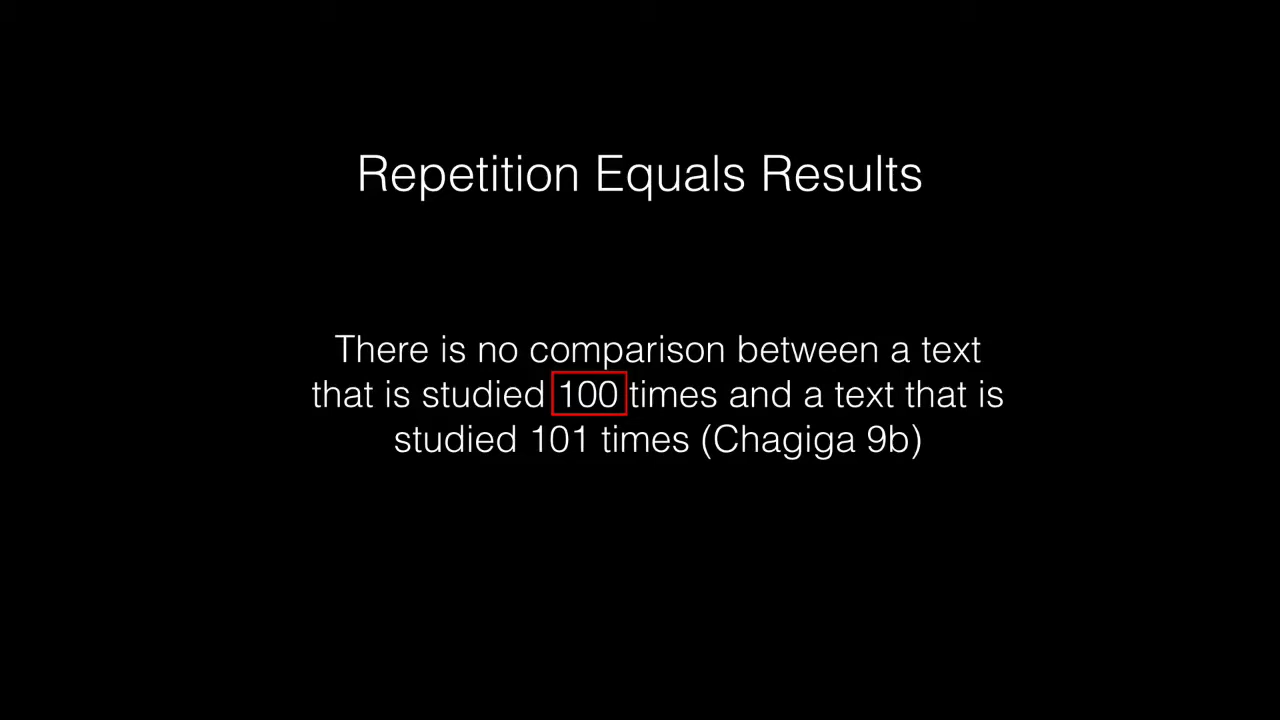 Repetition Equals Results
There is no comparison between a text
that is studied 100 times and a text that is
studied 101 times (Chagiga 9b)